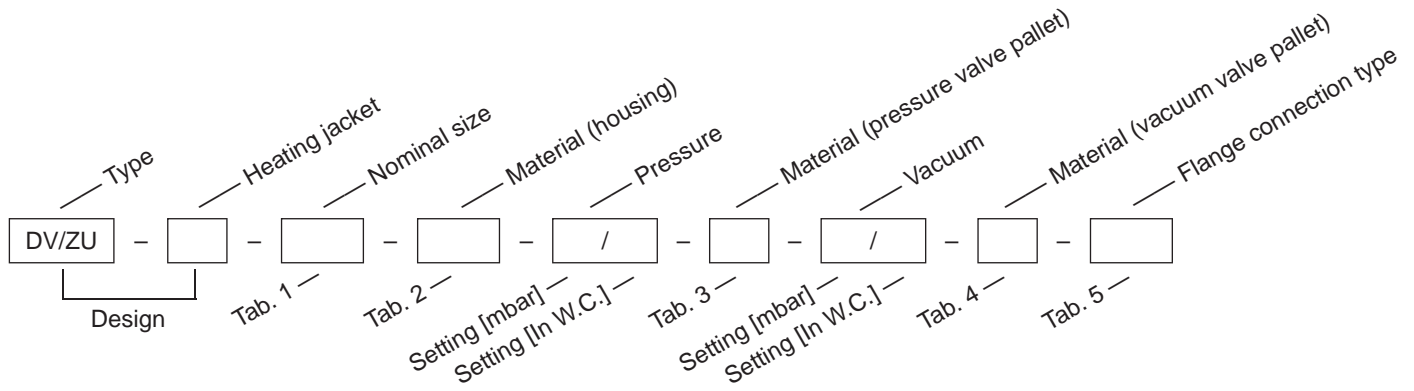 Type
Heating jacket
Nominal size
Material (housing)
Pressure
Material (pressure valve pallet)
Vacuum
Material (vacuum valve pallet)
Flange connection type
DV/ZU – – – – / – – / – –
Design
Tab. 1
Tab. 2
Setting [mbar]
Setting [In W.C.]
Tab. 3
Setting [mbar]
Setting [In W.C.]
Tab. 4
Tab. 5